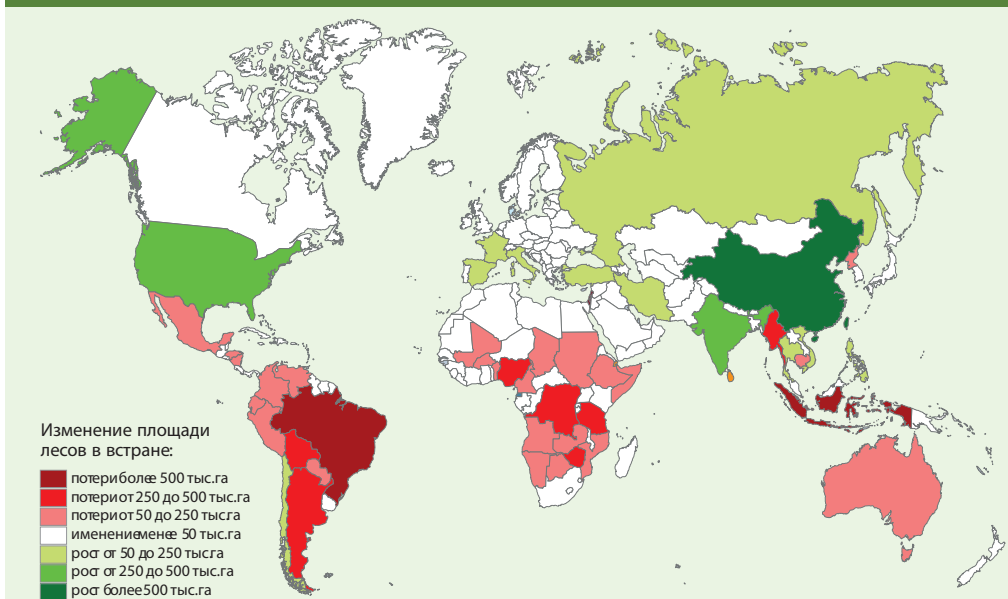 Изменение площади
лесов в встране:
потериболее 500 тыс.га
потериот 250 до 500 тыс.га
потериот 50 до 250 тыс.га
именениеменее 50 тыс.га
рост от 50 до 250 тыс.га
рост от 250 до 500 тыс.га
рост более500 тыс.га